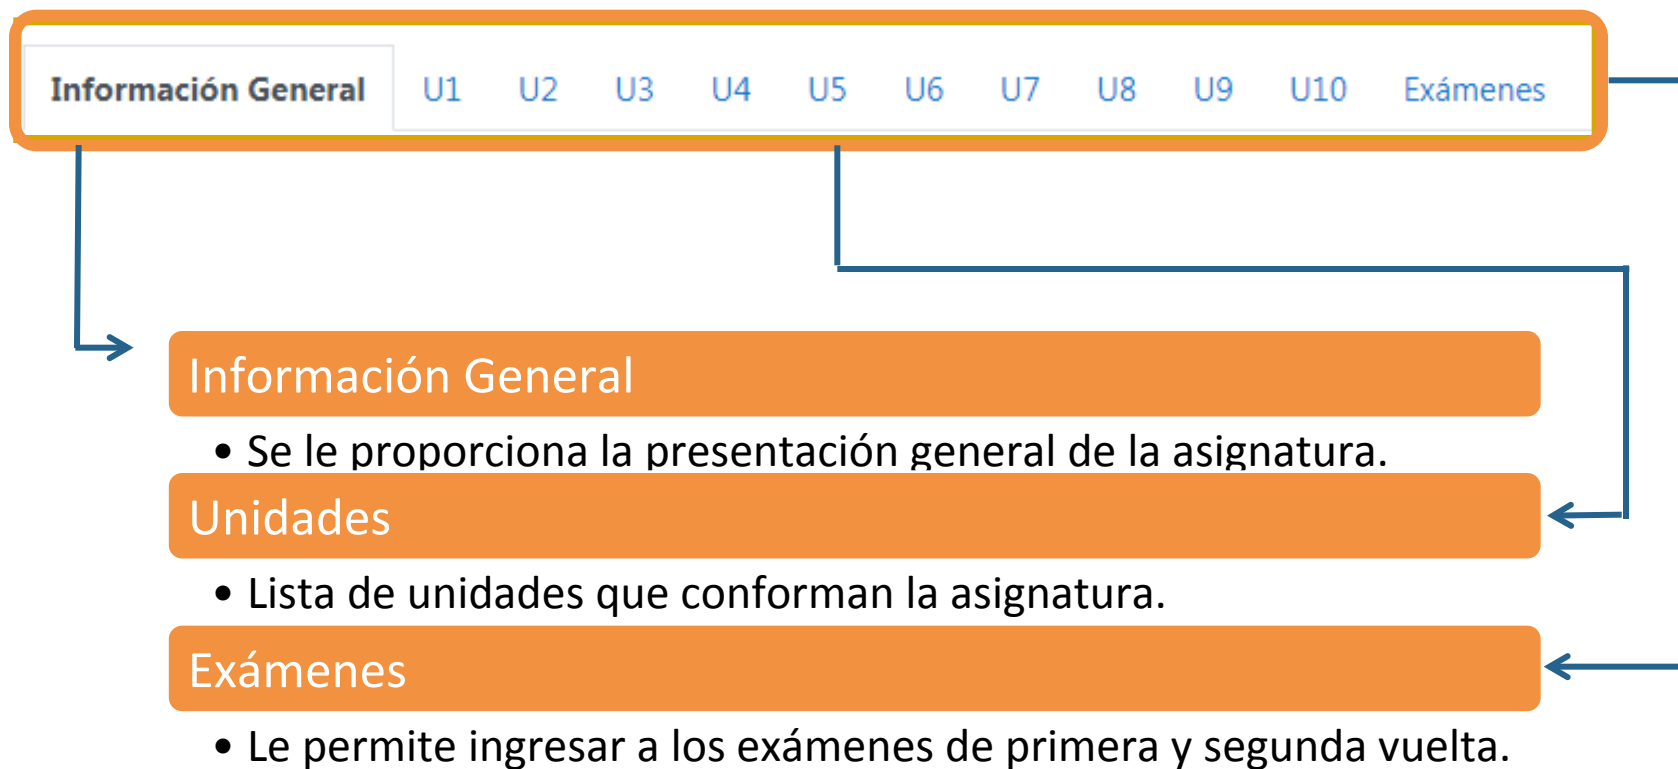 Información General U1 U2 U3 U4 U5 U6 U7 U8 U9 U10 Exámenes
Información General
• Se le proporciona la presentación general de la asignatura.
Unidades
• Lista de unidades que conforman la asignatura.
Exámenes
• Le permite ingresar a los exámenes de primera y segunda vuelta.